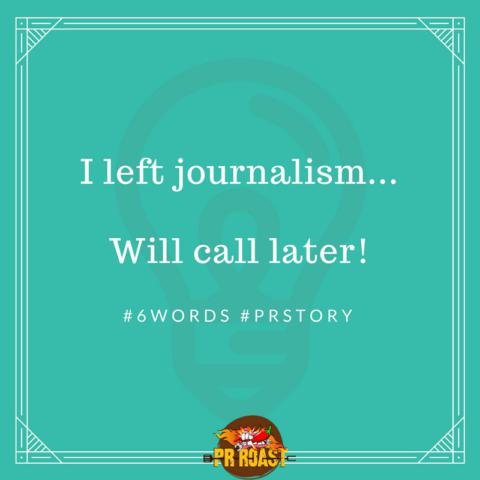 I left journalism...
Will call later!
#6WORDS #PRSTORY
PR ROAST